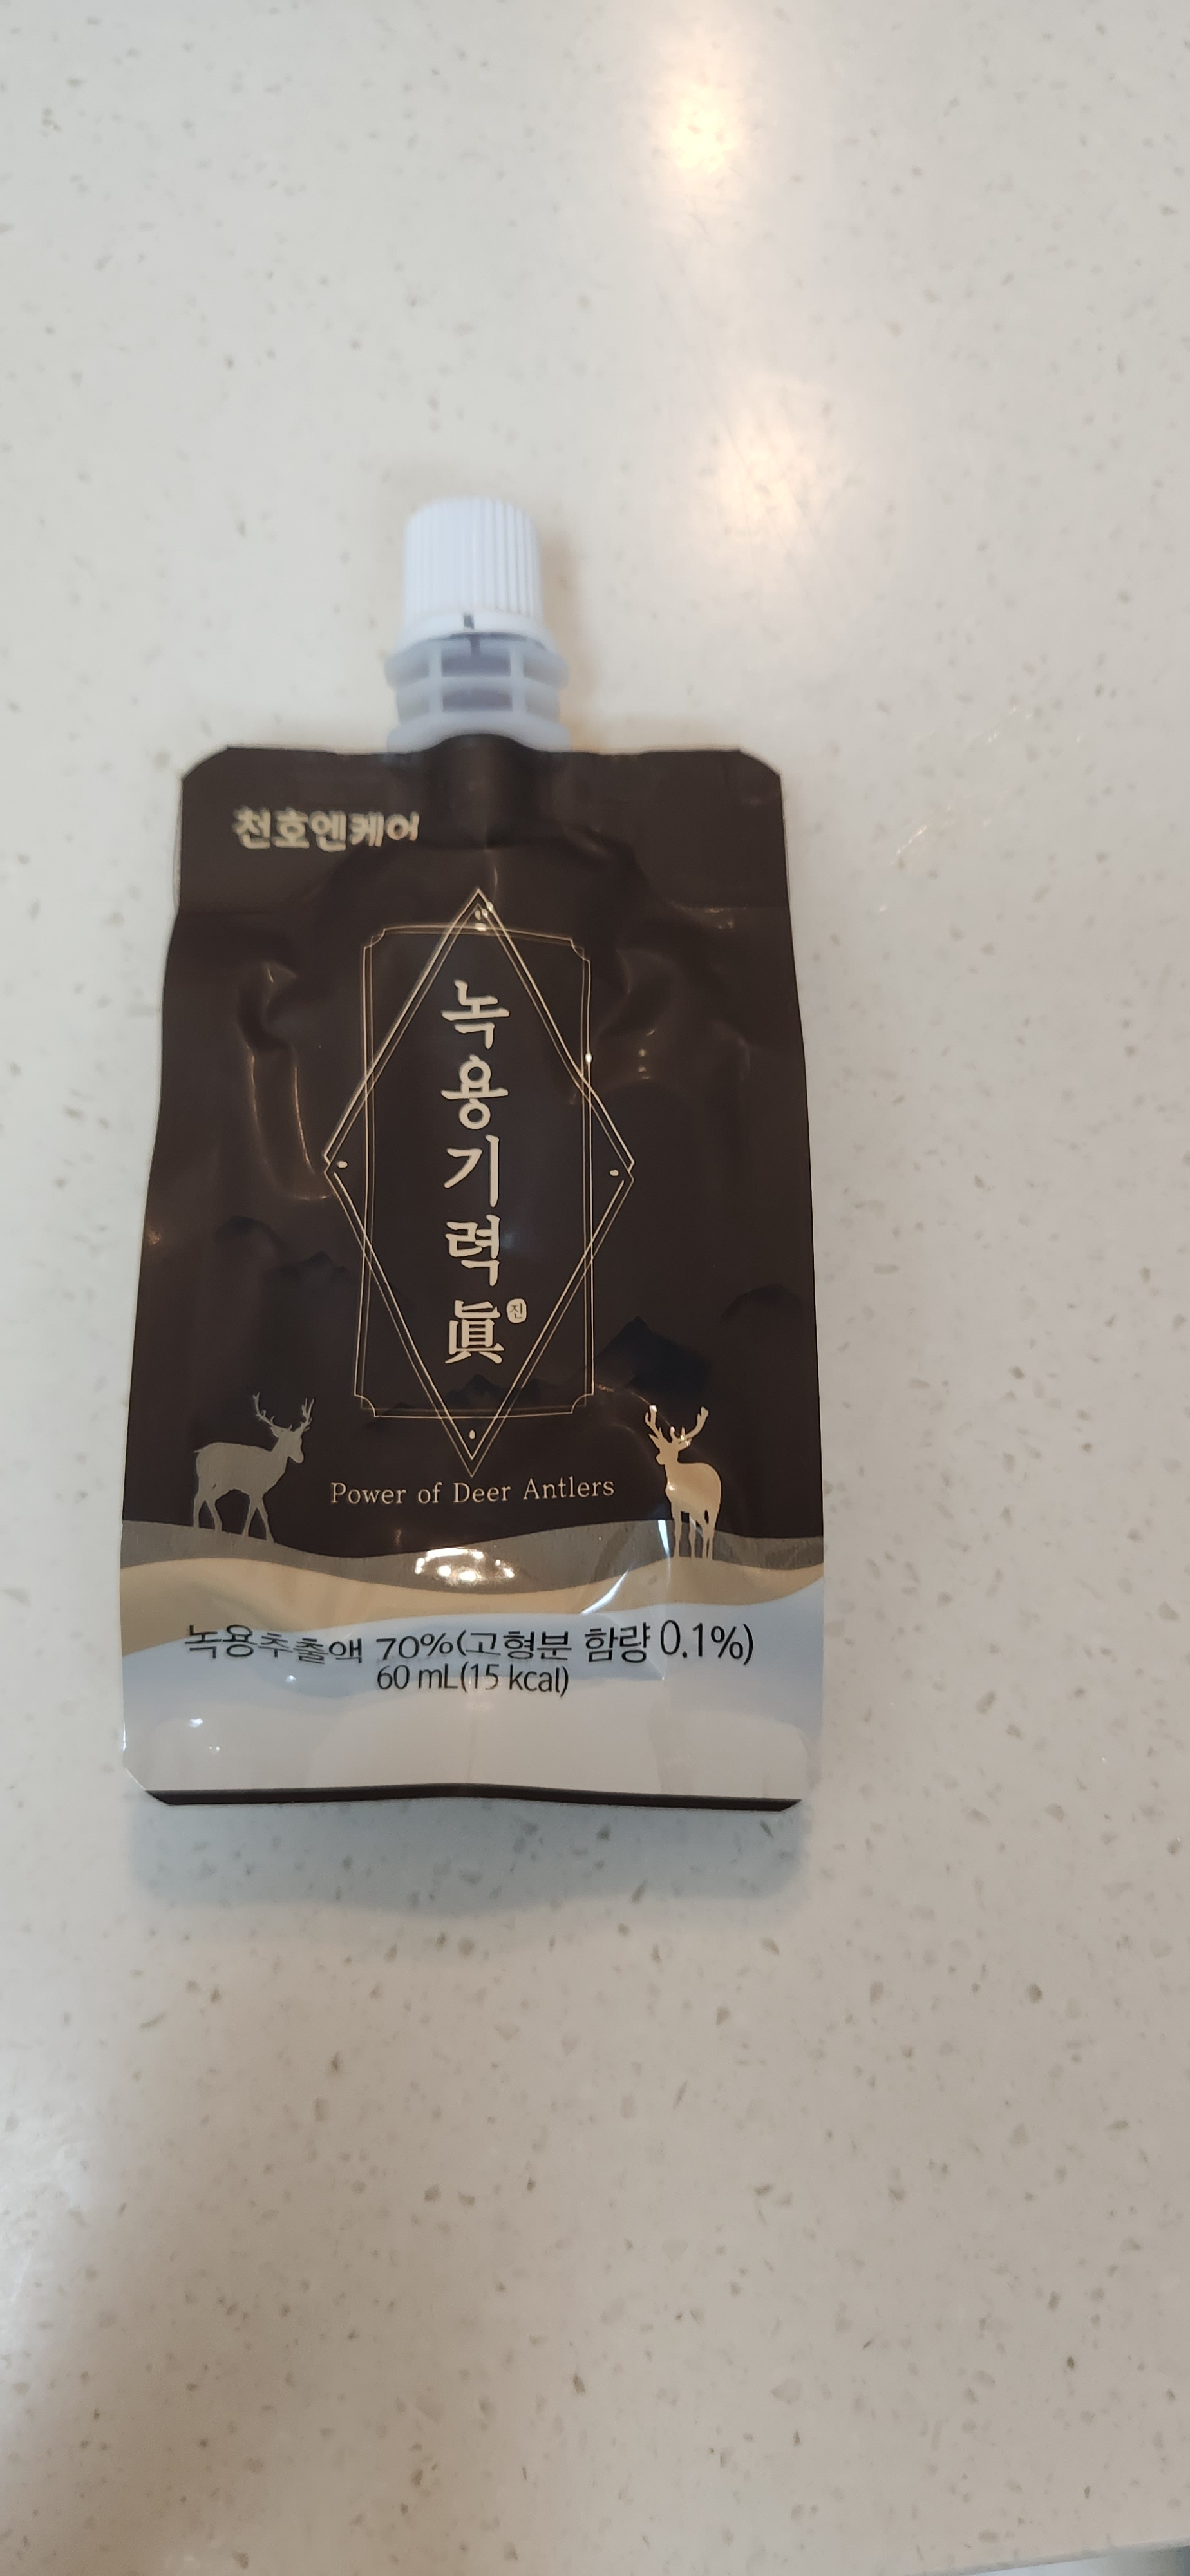 천호엔케어
녹용기력眞
진
Power of Deer Antlers
녹용추출액 70%(고형분 함량 0.1%)
60 mL(15 kcal)